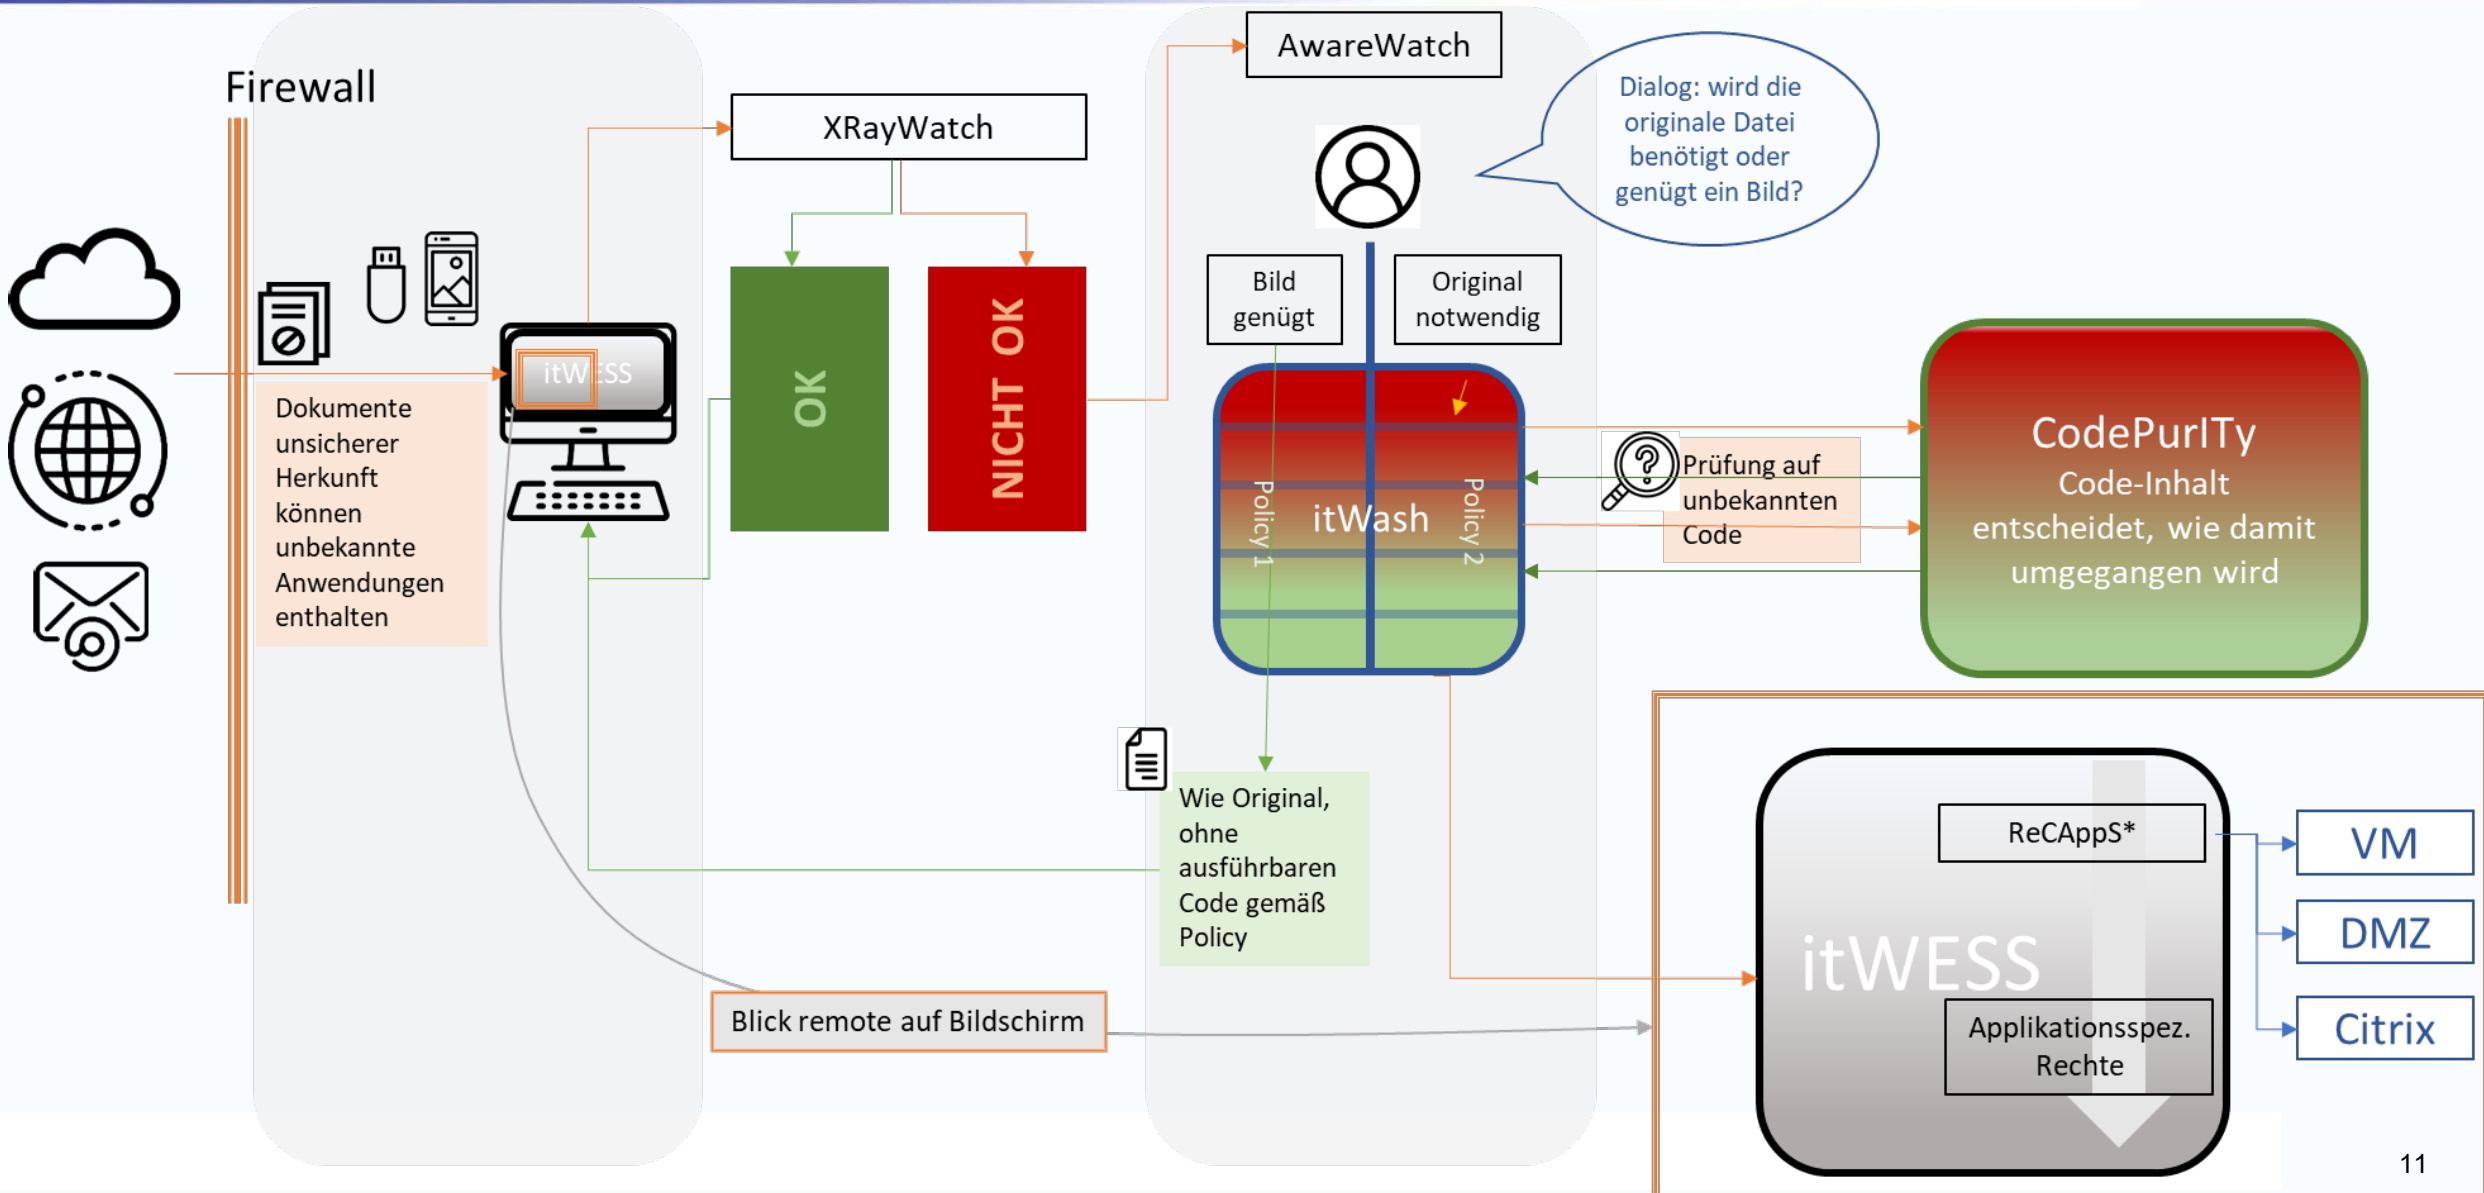 Firewall
AwareWatch
XRayWatch
Dialog: wird die
originale Datei
benötigt oder
genügt ein Bild?
Bild
genügt
Original
notwendig
itWESS
OK
NICHT OK
Dokumente
unsicherer
Herkunft
können
unbekannte
Anwendungen
enthalten
Policy 1
itWash
Policy 2
Prüfung auf
unbekannten
Code
CodePurITy
Code-Inhalt
entscheidet, wie damit
umgegangen wird
Wie Original,
ohne
ausführbaren
Code gemäß
Policy
Blick remote auf Bildschirm
ReCAppS*
itWESS
Applikationsspez.
Rechte
VM
DMZ
Citrix
11